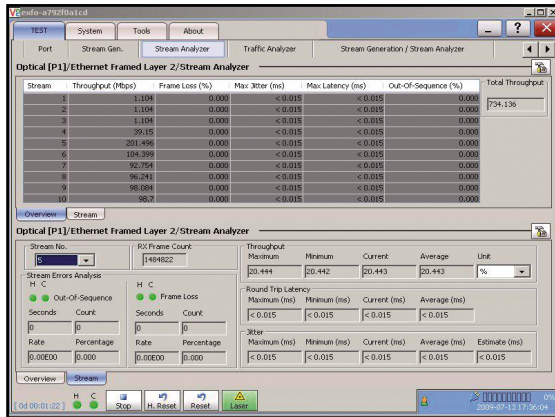 exfo-a792f0a1cd
TEST System Tools About
Port Stream Gen. Stream Analyzer Traffic Analyzer Stream Generation / Stream Analyzer
Optical [P1]/Ethernet Framed Layer 2/Stream Analyzer
Stream Throughput (Mbps) Frame Loss (%) Max Jitter (ms) Max Latency (ms) Out-Of-Sequence (%) Total Throughput
1 1.104 0.000 < 0.015 < 0.015 0.000 734.136
2 1.104 0.000 < 0.015 < 0.015 0.000
3 1.104 0.000 < 0.015 < 0.015 0.000
4 39.15 0.000 < 0.015 < 0.015 0.000
5 201.496 0.000 < 0.015 < 0.015 0.000
6 104.399 0.000 < 0.015 < 0.015 0.000
7 92.754 0.000 < 0.015 < 0.015 0.000
8 96.241 0.000 < 0.015 < 0.015 0.000
9 98.084 0.000 < 0.015 < 0.015 0.000
10 98.7 0.000 < 0.015 < 0.015 0.000
Overview Stream
Optical [P1]/Ethernet Framed Layer 2/Stream Analyzer
Stream No. RX Frame Count Throughput
Maximum Minimum Current Average Unit
5 1484822
20.444 20.442 20.443 20.443 %
Stream Errors Analysis
H C H C
Out-Of-Sequence Frame Loss
Round Trip Latency
Maximum (ms) Minimum (ms) Current (ms) Average (ms)
Seconds Count Seconds Count
< 0.015 < 0.015 < 0.015 < 0.015
0 0 0 0
Jitter
Rate Percentage Rate Percentage
Maximum (ms) Minimum (ms) Current (ms) Average (ms) Estimate (ms)
0.00E00 0.000 0.00E00 0.000
< 0.015 < 0.015 < 0.015 < 0.015 < 0.015
Overview Stream
[ 0d 00:01:22 ] H C Stop H. Reset Reset Laser 0%
2009-07-13 17:36:04